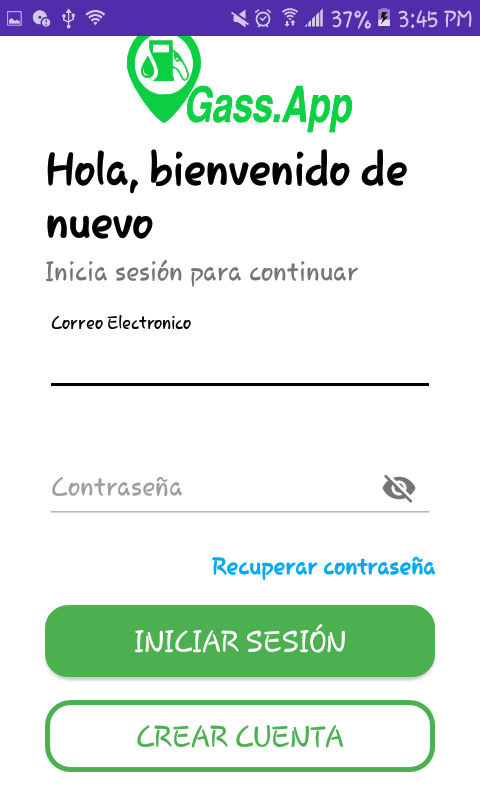 37% 3:45 PM
Gass.App
Hola, bienvenido de
nuevo
Inicia sesión para continuar
Correo Electronico
Contraseña
Recuperar contraseña
INICIAR SESIÓN
CREAR CUENTA